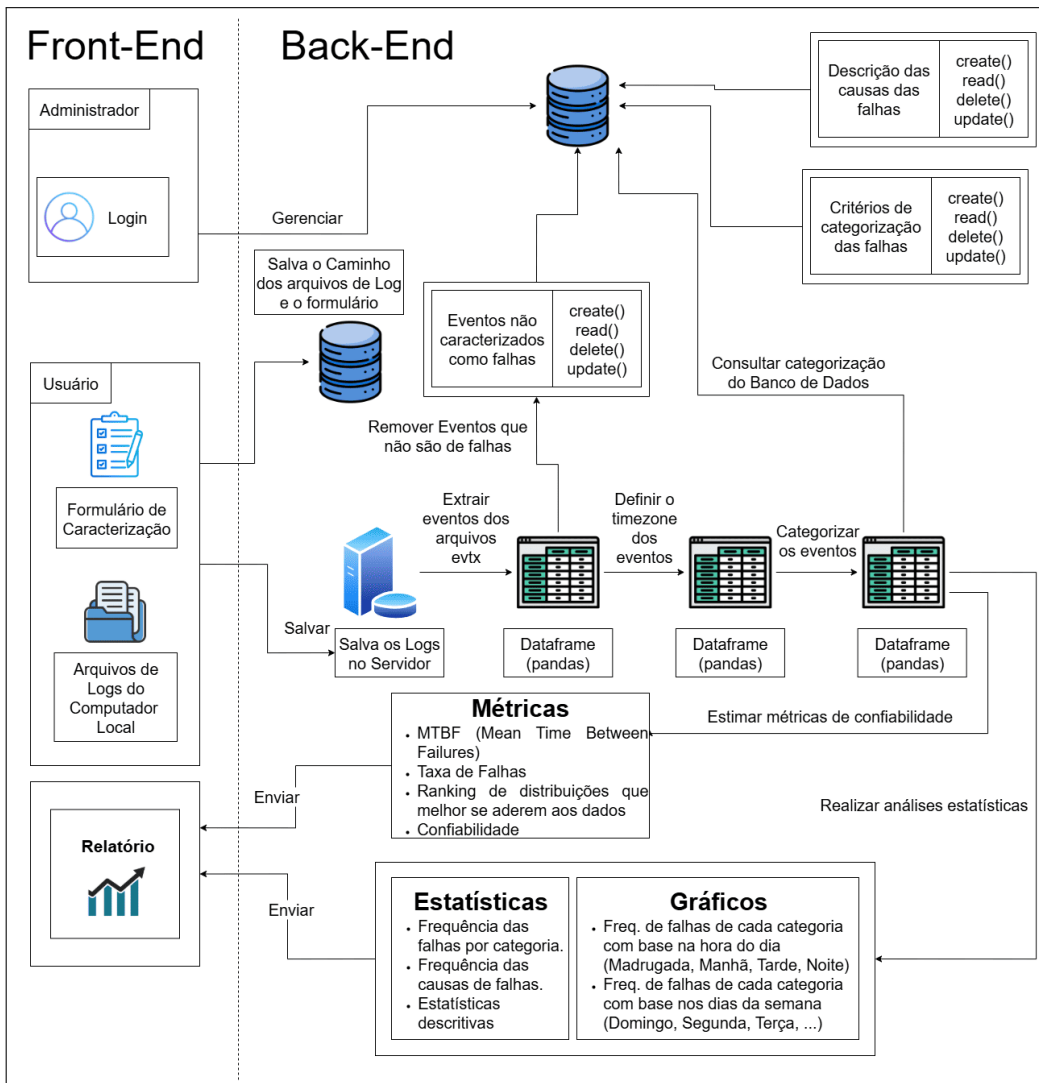 Front-End
Back-End
Administrador
Login
Gerenciar
Descrição das
causas das
falhas
create()
read()
delete()
update()
Critérios de
categorização
das falhas
create()
read()
delete()
update()
Salva o Caminho
dos arquivos de Log
e o formulário
Eventos não
caracterizados
como falhas
create()
read()
delete()
update()
Consultar categorização
do Banco de Dados
Usuário
Formulário de
Caracterização
Arquivos de
Logs do
Computador
Local
Remover Eventos que
não são de falhas
Extrair
eventos dos
arquivos
evtx
Definir o
timezone
dos
eventos
Categorizar
os eventos
Salvar
Salva os Logs
no Servidor
Dataframe
(pandas)
Dataframe
(pandas)
Dataframe
(pandas)
Métricas
• MTBF (Mean Time Between
Failures)
• Taxa de Falhas
• Ranking de distribuições que
melhor se aderem aos dados
• Confiabilidade
Estimar métricas de confiabilidade
Realizar análises estatísticas
Enviar
Relatório
Enviar
Estatísticas
• Frequência das
falhas por categoria.
• Frequência das
causas de falhas.
• Estatísticas
descritivas
Gráficos
• Freq. de falhas de cada categoria
com base na hora do dia
(Madrugada, Manhã, Tarde, Noite)
• Freq. de falhas de cada categoria
com base nos dias da semana
(Domingo, Segunda, Terça, ...)